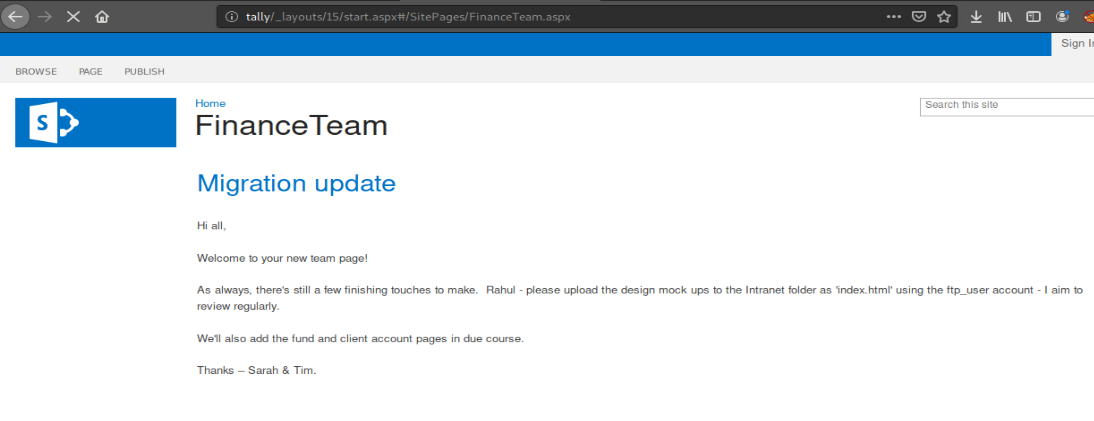 tally/_layouts/15/start.aspx#/SitePages/FinanceTeam.aspx
Sign In
BROWSE PAGE PUBLISH
S
Home
Search this site
FinanceTeam
Migration update
Hi all,
Welcome to your new team page!
As always, there's still a few finishing touches to make. Rahul - please upload the design mock ups to the Intranet folder as 'index.html' using the ftp_user account - I aim to
review regularly.
We'll also add the fund and client account pages in due course.
Thanks – Sarah & Tim.